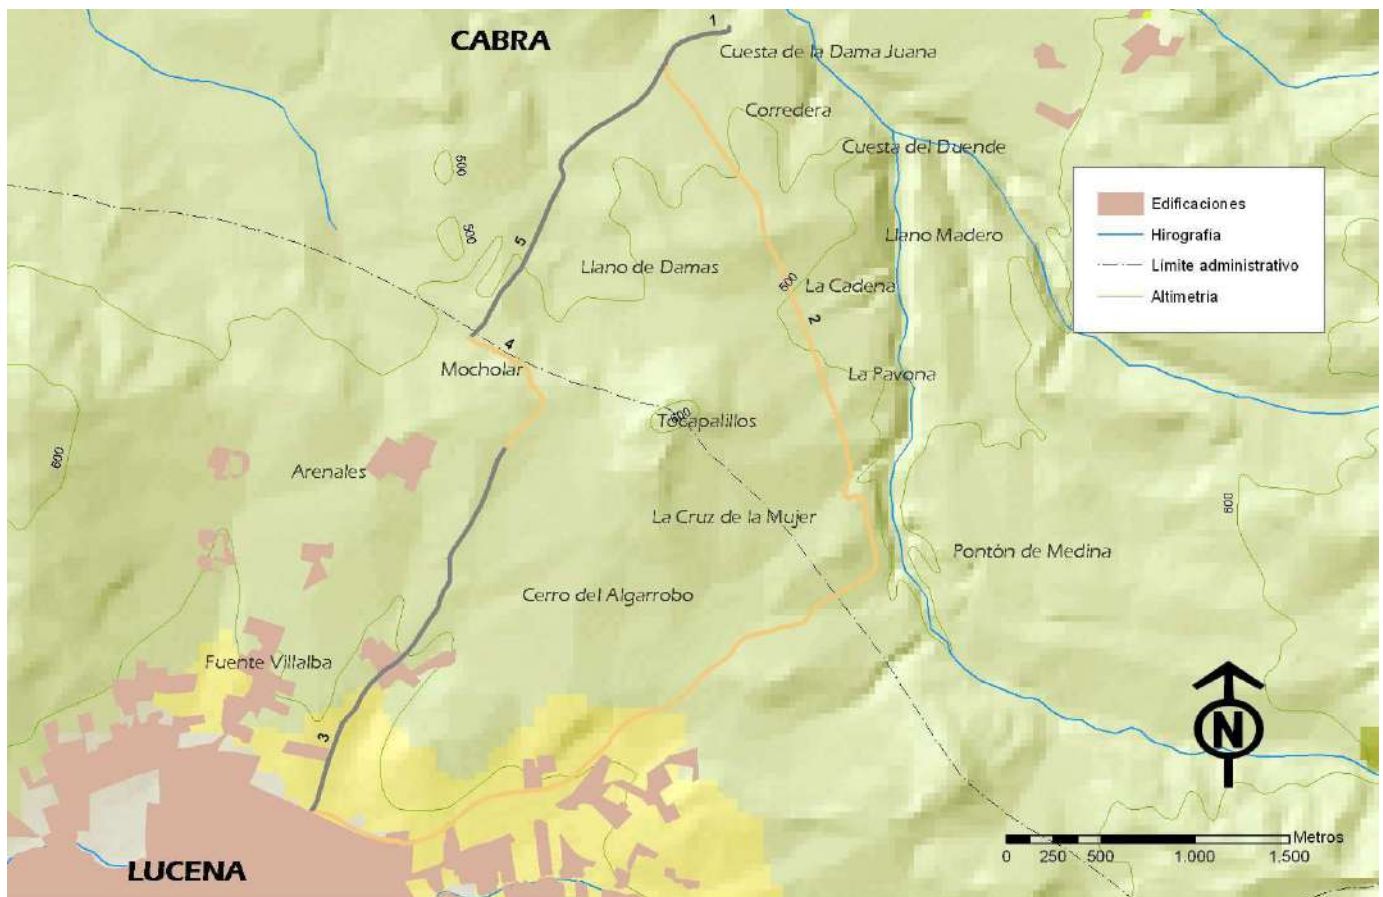 1
CABRA
Cuesta de la Dama Juana
Corredera
Cuesta del Duende
500
500
5
Llano Madero
Llano de Damas
500
La Cadena
2
4
Mocholar
La Pavona
Tocapalillos
600
600
Arenales
600
La Cruz de la Mujer
Pontón de Medina
Cerro del Algarrobo
Fuente Villalba
3
LUCENA
Edificaciones
Hirografía
Límite administrativo
Altimetría
N
Metros
0 250 500 1.000 1.500